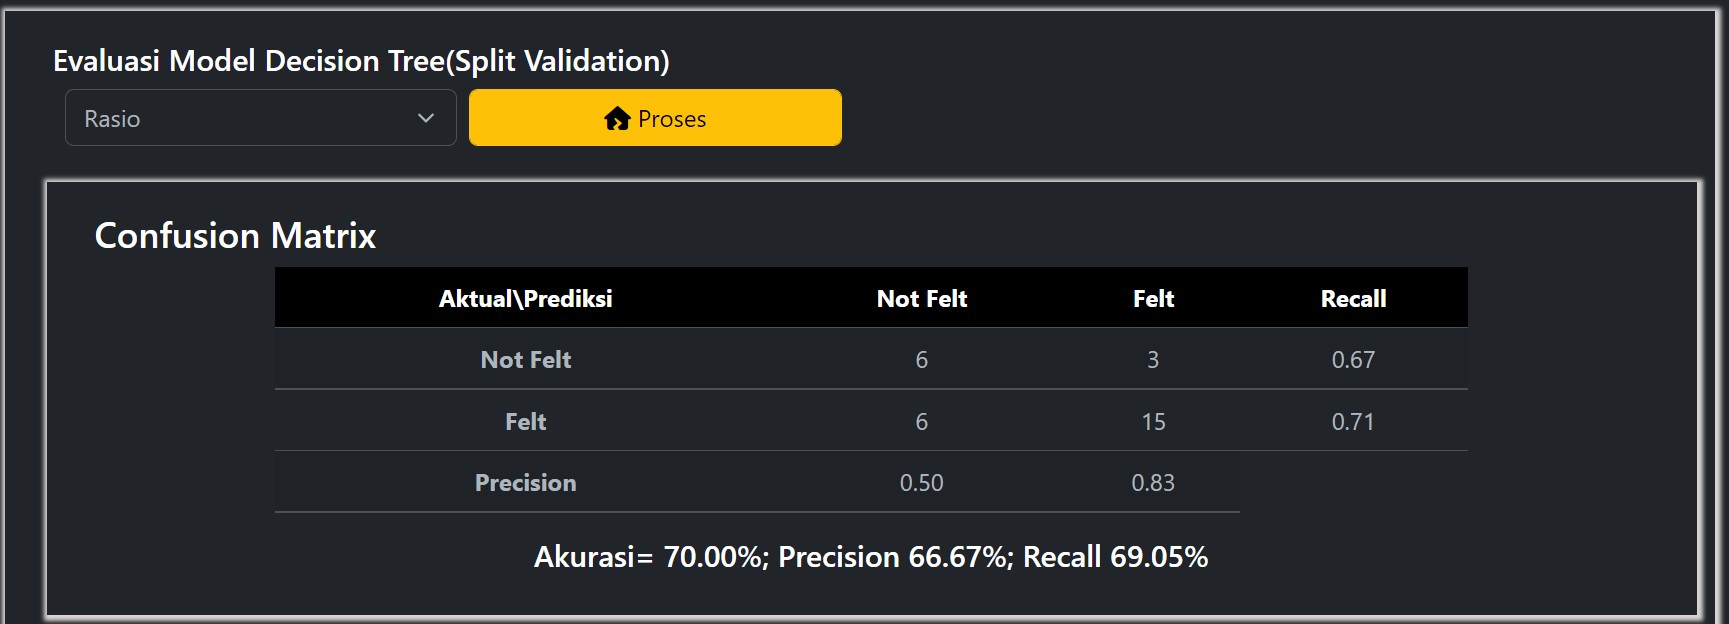 Evaluasi Model Decision Tree(Split Validation)
Rasio Proses
Confusion Matrix
Aktual\Prediksi Not Felt Felt Recall
Not Felt 6 3 0.67
Felt 6 15 0.71
Precision 0.50 0.83
Akurasi= 70.00%; Precision 66.67%; Recall 69.05%